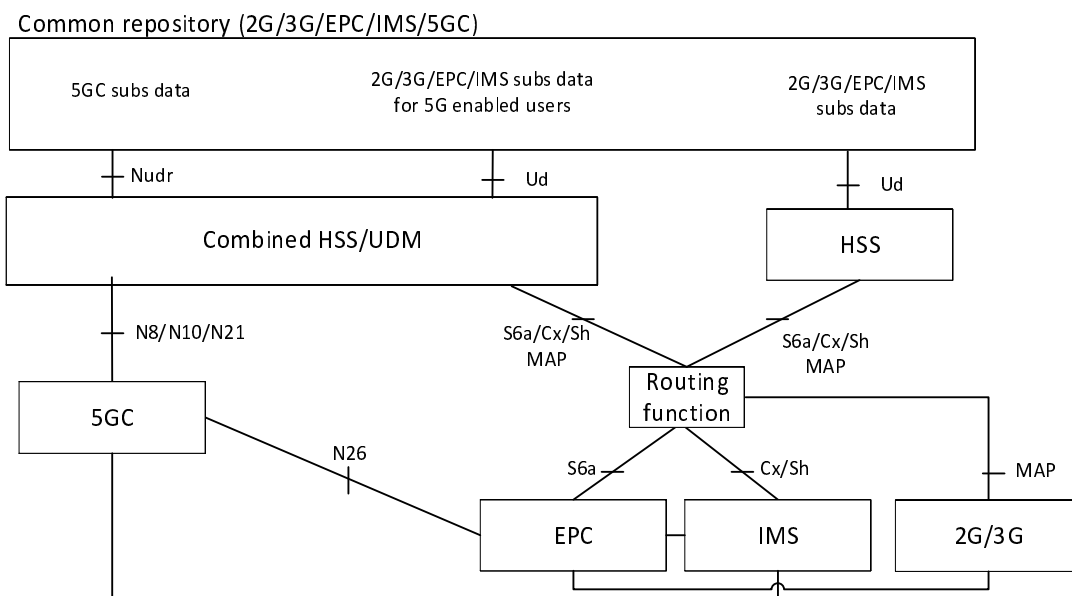 Common repository (2G/3G/EPC/IMS/5GC)
5GC subs data
2G/3G/EPC/IMS subs data
for 5G enabled users
2G/3G/EPC/IMS
subs data
Nudr
Ud
Ud
Combined HSS/UDM
HSS
N8/N10/N21
S6a/Cx/Sh
MAP
S6a/Cx/Sh
MAP
Routing
function
5GC
N26
S6a
Cx/Sh
MAP
EPC
IMS
2G/3G